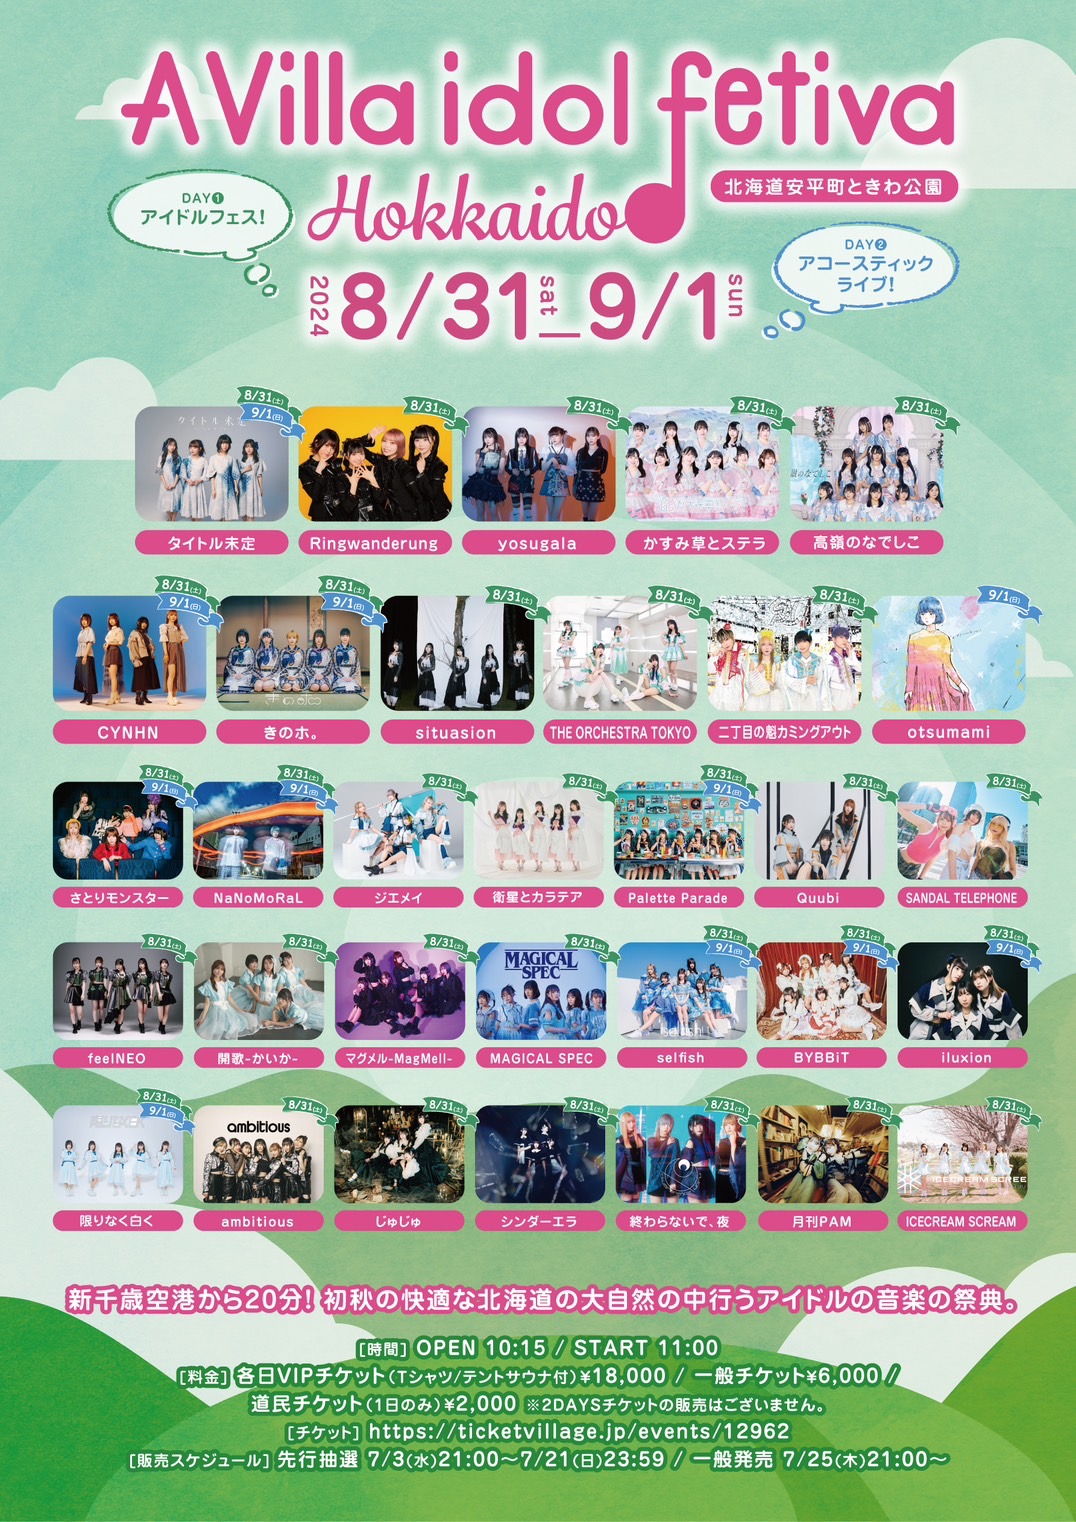 A Villa idol fetiva
Hokkaido
北海道安平町ときわ公園
DAY❶
アイドルフェス!
DAY❷
アコースティック
ライブ!
2024 8/31 sat_9/1 sun
8/31(土)
9/1(日)
8/31(土)
8/31(土)
8/31(土)
8/31(土)
タイトル未定
タイトル未定
Ringwanderung
yosugala
かすみ草とステラ
高嶺のなでしこ
8/31(土)
9/1(日)
8/31(土)
9/1(日)
8/31(土)
8/31(土)
8/31(土)
9/1(日)
きのホ
CYNHN
きのホ。
situasion
THE ORCHESTRA TOKYO
二丁目の魁カミングアウト
otsumami
8/31(土)
9/1(日)
8/31(土)
9/1(日)
8/31(土)
8/31(土)
8/31(土)
9/1(日)
8/31(土)
8/31(土)
さとりモンスター
NaNoMoRaL
ジエメイ
衛星とカラテア
Palette Parade
Quubi
SANDAL TELEPHONE
8/31(土)
8/31(土)
8/31(土)
8/31(土)
8/31(土)
9/1(日)
8/31(土)
9/1(日)
8/31(土)
9/1(日)
MAGICAL
SPEC
selfish
feelNEO
開歌-かいか-
マグメル-MagMell-
MAGICAL SPEC
selfish
BYBBiT
iluxion
8/31(土)
9/1(日)
8/31(土)
8/31(土)
8/31(土)
8/31(土)
8/31(土)
8/31(土)
ambitious
ICECREAM SCREE
限りなく白く
ambitious
じゅじゅ
シンダーエラ
終わらないで、夜
月刊PAM
ICECREAM SCREAM
新千歳空港から20分! 初秋の快適な北海道の大自然の中行うアイドルの音楽の祭典。
[時間] OPEN 10:15 / START 11:00
[料金] 各日VIPチケット(Tシャツ/テントサウナ付)¥18,000 / 一般チケット¥6,000 /
道民チケット(1日のみ)¥2,000 ※2DAYSチケットの販売はございません。
[チケット] https://ticketvillage.jp/events/12962
[販売スケジュール] 先行抽選 7/3(水)21:00〜7/21(日)23:59 / 一般発売 7/25(木)21:00〜